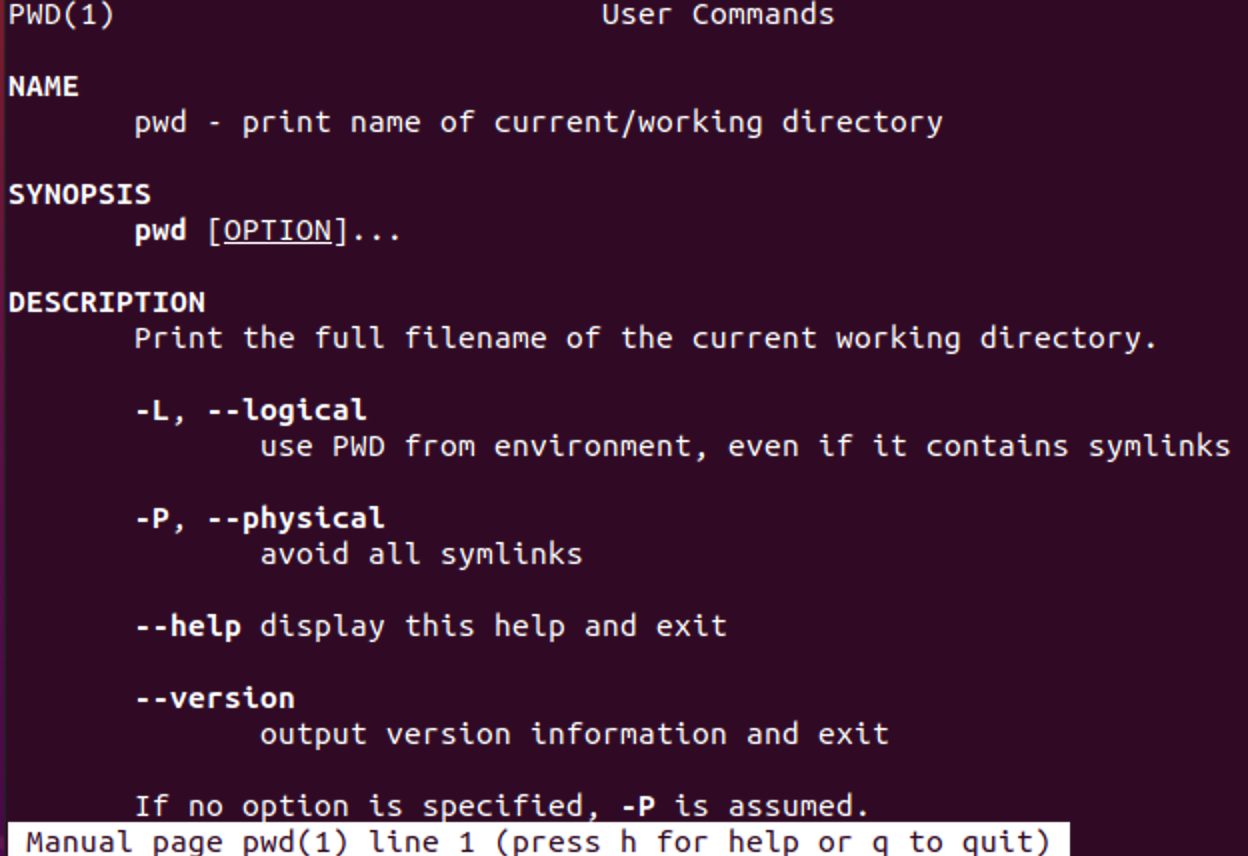 PWD(1) User Commands
NAME
pwd - print name of current/working directory
SYNOPSIS
pwd [OPTION]...
DESCRIPTION
Print the full filename of the current working directory.
-L, --logical
use PWD from environment, even if it contains symlinks
-P, --physical
avoid all symlinks
--help display this help and exit
--version
output version information and exit
If no option is specified, -P is assumed.
Manual page pwd(1) line 1 (press h for help or q to quit)